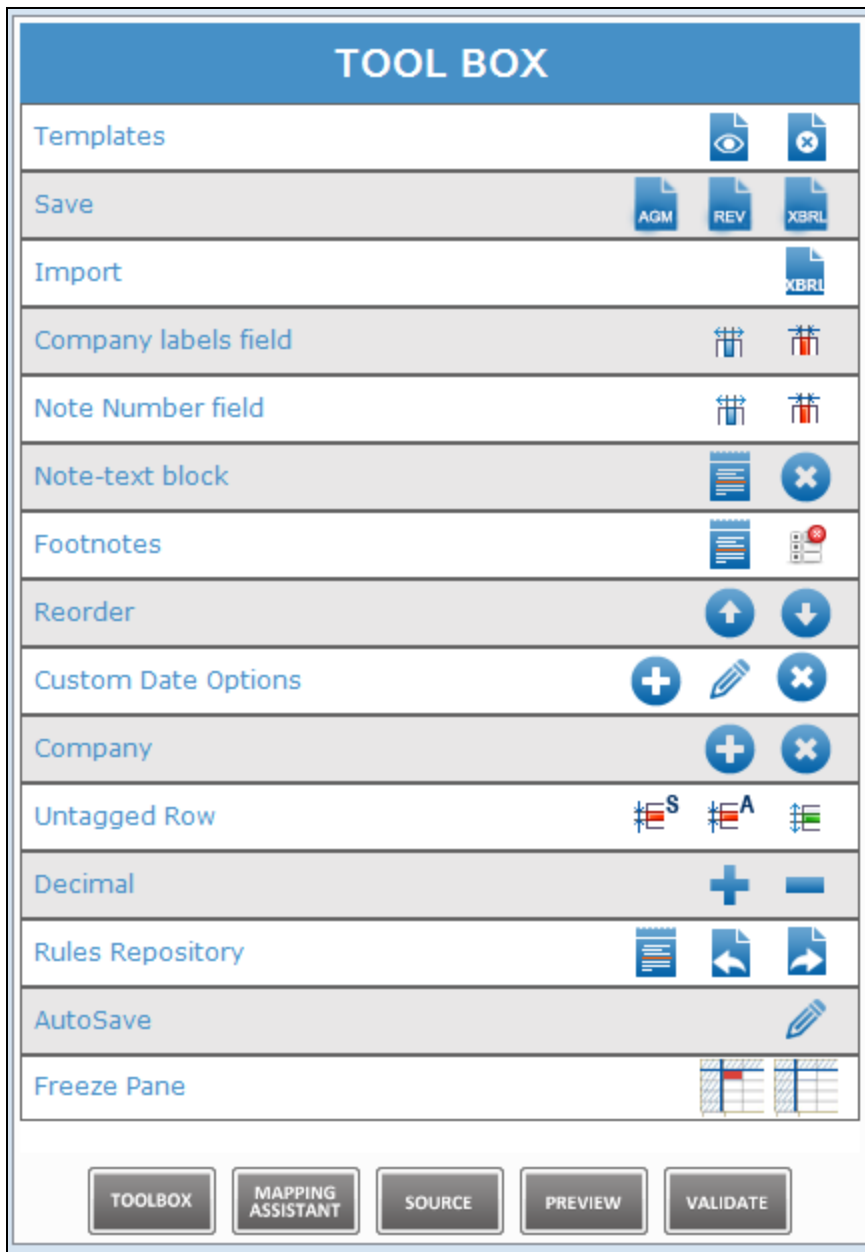 TOOL BOX
Templates
Save AGM REV XBRL
Import XBRL
Company labels field
Note Number field
Note-text block
Footnotes
Reorder
Custom Date Options
Company
Untagged Row S A
Decimal
Rules Repository
AutoSave
Freeze Pane
TOOLBOX MAPPING ASSISTANT SOURCE PREVIEW VALIDATE